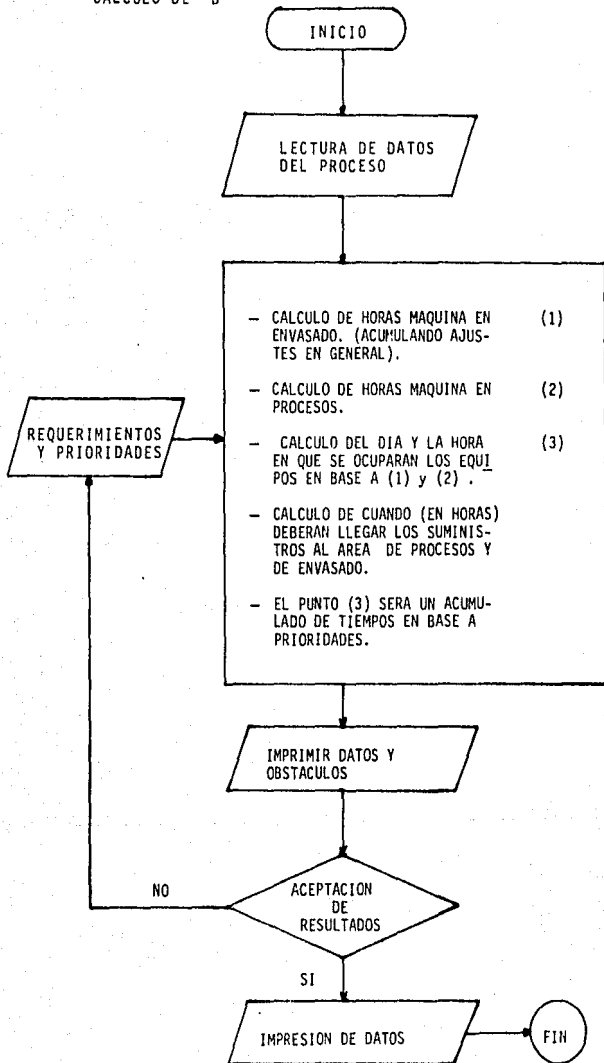 CALCULO DE "B"
INICIO
LECTURA DE DATOS
DEL PROCESO
– CALCULO DE HORAS MAQUINA EN (1)
ENVASADO. (ACUMULANDO AJUS-
TES EN GENERAL).
– CALCULO DE HORAS MAQUINA EN (2)
PROCESOS.
– CALCULO DEL DIA Y LA HORA (3)
EN QUE SE OCUPARAN LOS EQUI
POS EN BASE A (1) y (2) .
– CALCULO DE CUANDO (EN HORAS)
DEBERAN LLEGAR LOS SUMINIS-
TROS AL AREA DE PROCESOS Y
DE ENVASADO.
– EL PUNTO (3) SERA UN ACUMU-
LADO DE TIEMPOS EN BASE A
PRIORIDADES.
REQUERIMIENTOS
Y PRIORIDADES
IMPRIMIR DATOS Y
OBSTACULOS
NO
ACEPTACION
DE
RESULTADOS
SI
IMPRESION DE DATOS
FIN